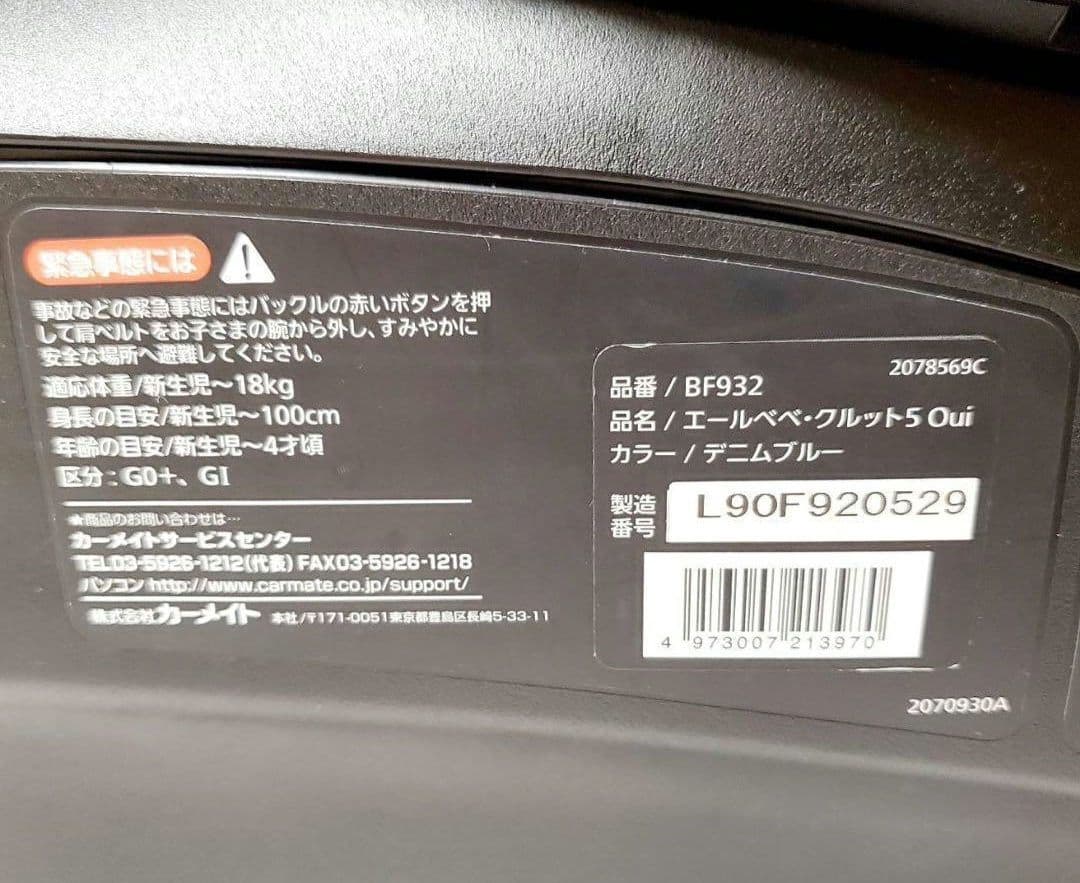 緊急事態には
事故などの緊急事態にはバックルの赤いボタンを押
して肩ベルトをお子さまの腕から外し、すみやかに
安全な場所へ避難してください。
適応体重/新生児〜18kg
身長の目安/新生児〜100cm
年齢の目安/新生児〜4才頃
区分:G0+、GI
★商品のお問い合わせは…
カーメイトサービスセンター
TEL03-5926-1212(代表) FAX03-5926-1218
パソコン http://www.carmate.co.jp/support/
株式会社カーメイト 本社/〒171-0051東京都豊島区長崎5-33-11
2078569C
品番 / BF932
品名 / エールベベ・クルット5 Oui
カラー / デニムブルー
製造
番号
L90F920529
4 973007 213970
2070930A